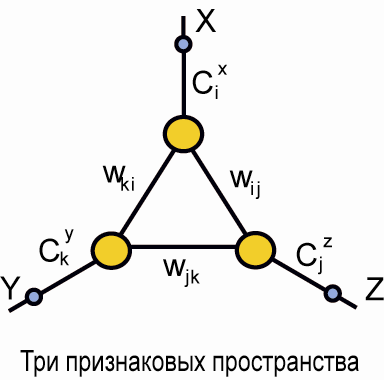 X
C_i^x
w_ki
w_ij
C_k^y
w_jk
C_j^z
Y
Z
Три признаковых пространства